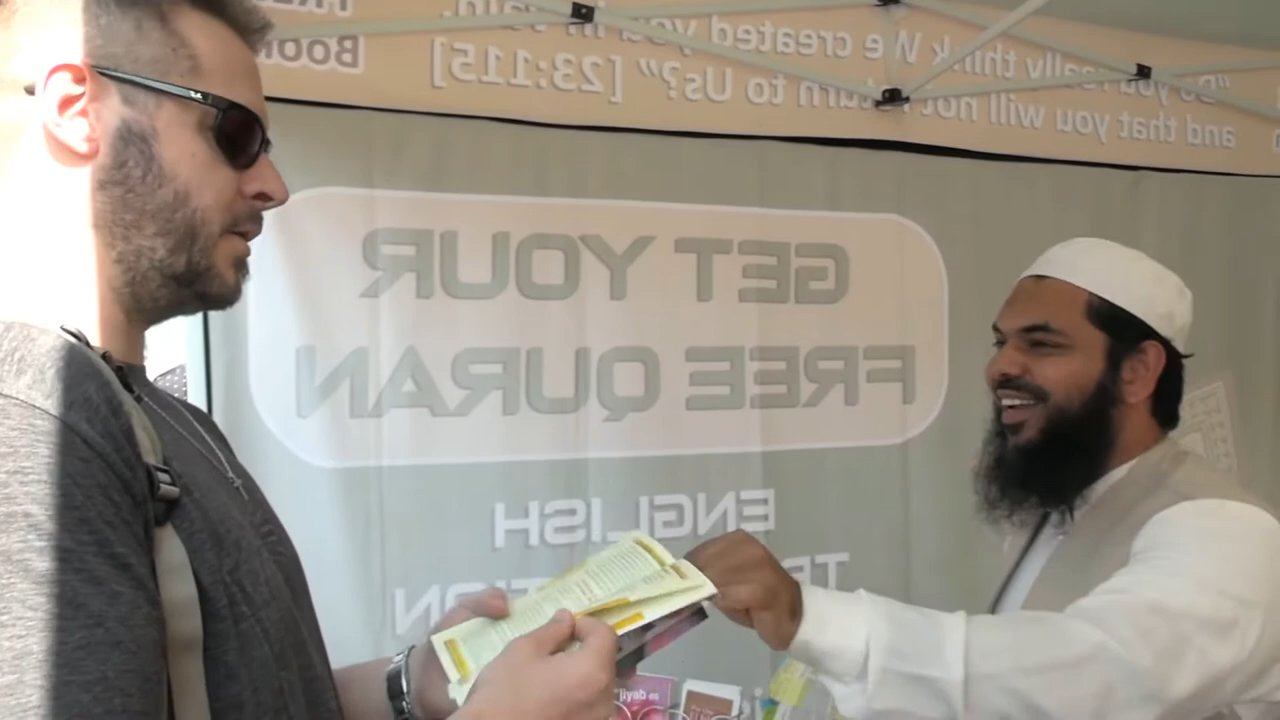 “So you really think We created you in vain,
and that you will not return to Us?” [23:115]
GET YOUR
FREE QURAN
ENGLISH